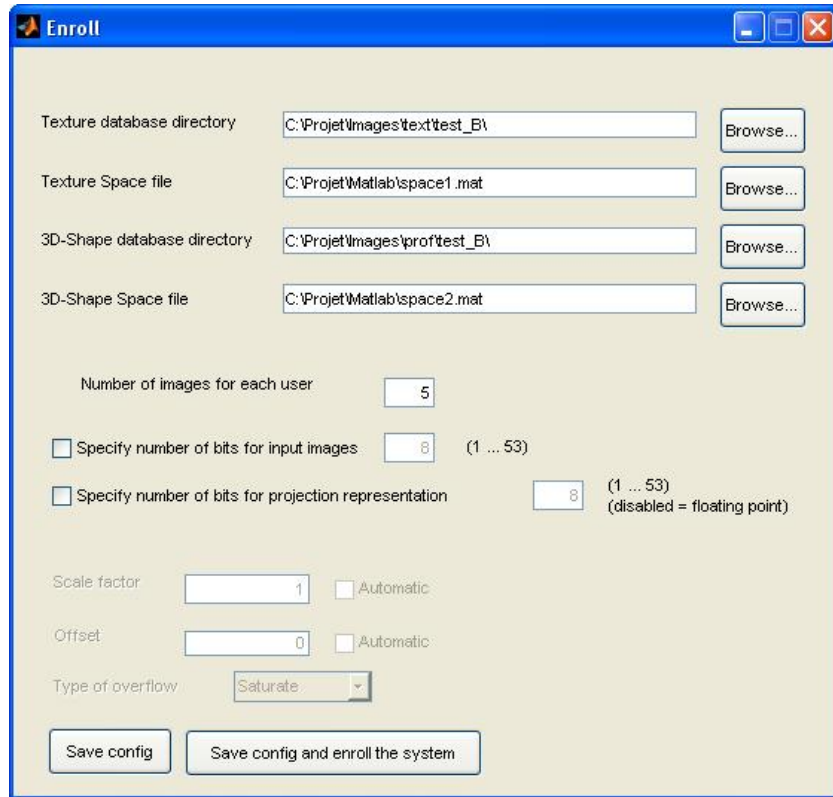 Enroll
Texture database directory C:\Projet\Images\text\test_B\ Browse...
Texture Space file C:\Projet\Matlab\space1.mat Browse...
3D-Shape database directory C:\Projet\Images\prof\test_B\ Browse...
3D-Shape Space file C:\Projet\Matlab\space2.mat Browse...
Number of images for each user 5
Specify number of bits for input images 8 (1 ... 53)
Specify number of bits for projection representation 8 (1 ... 53)
(disabled = floating point)
Scale factor 1 Automatic
Offset 0 Automatic
Type of overflow Saturate
Save config Save config and enroll the system